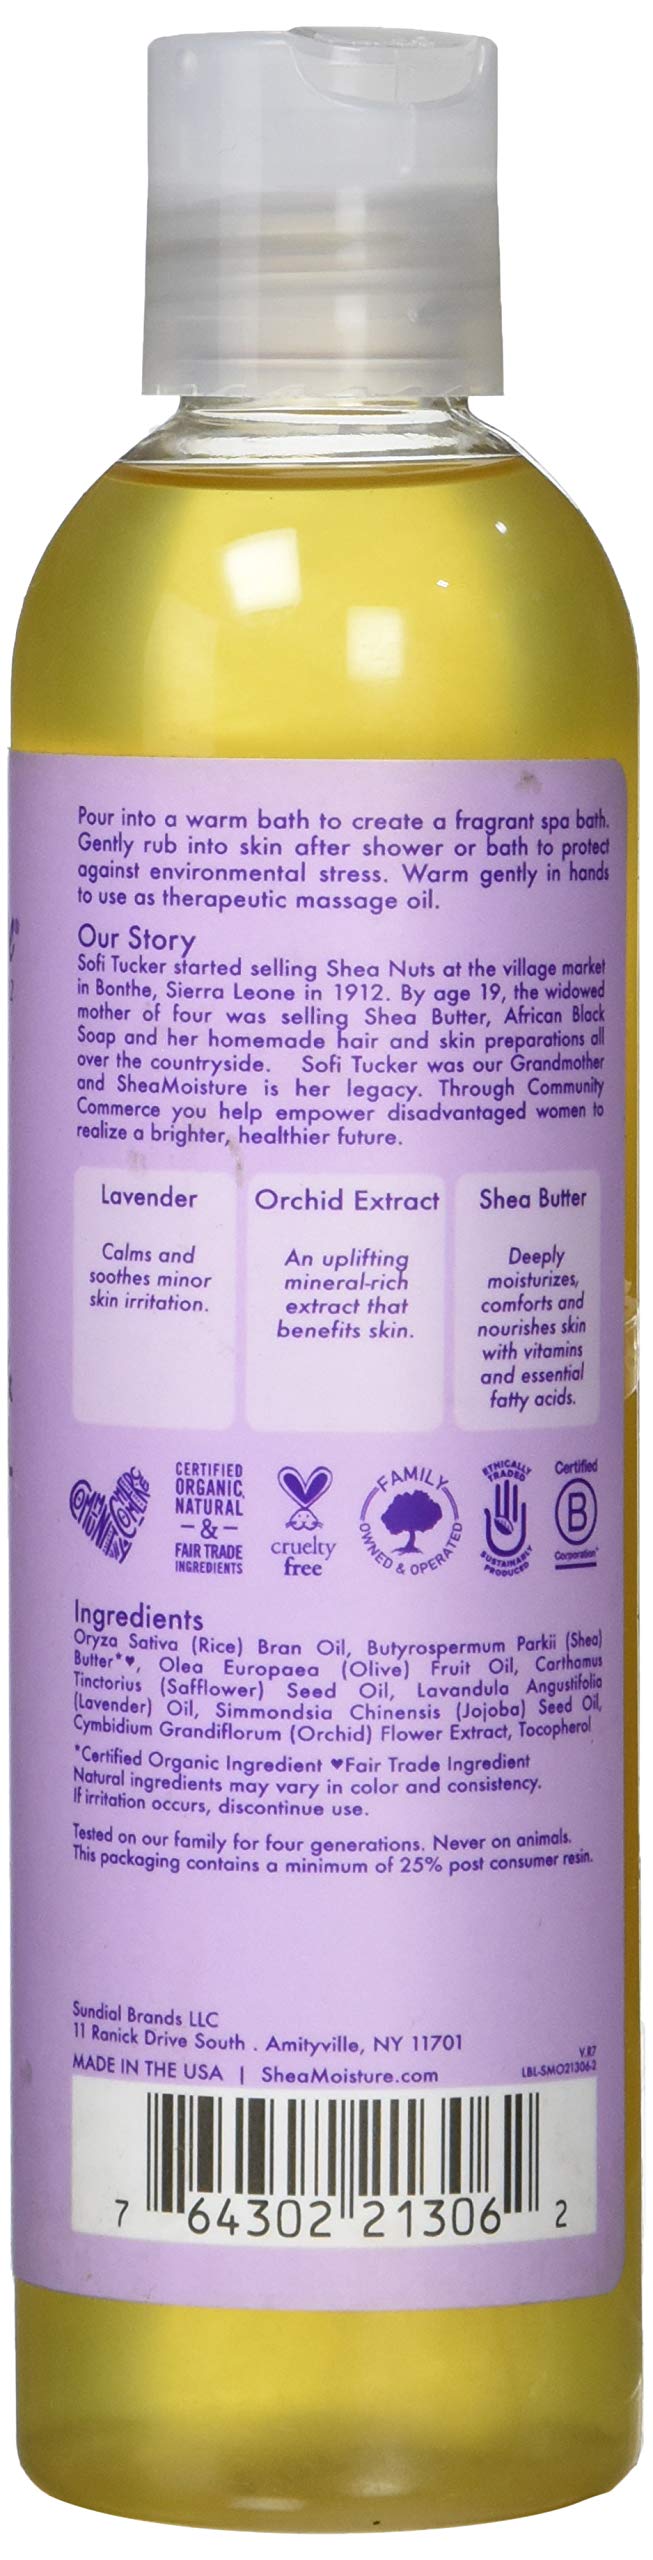 Pour into a warm bath to create a fragrant spa bath.
Gently rub into skin after shower or bath to protect
against environmental stress. Warm gently in hands
to use as therapeutic massage oil.
Our Story
Sofi Tucker started selling Shea Nuts at the village market
in Bonthe, Sierra Leone in 1912. By age 19, the widowed
mother of four was selling Shea Butter, African Black
Soap and her homemade hair and skin preparations all
over the countryside. Sofi Tucker was our Grandmother
and SheaMoisture is her legacy. Through Community
Commerce you help empower disadvantaged women to
realize a brighter, healthier future.
Lavender
Calms and
soothes minor
skin irritation.
Orchid Extract
An uplifting
mineral-rich
extract that
benefits skin.
Shea Butter
Deeply
moisturizes,
comforts and
nourishes skin
with vitamins
and essential
fatty acids.
COMMUNITY COMMERCE
CERTIFIED
ORGANIC,
NATURAL
-&-
FAIR TRADE
INGREDIENTS
cruelty
free
FAMILY
OWNED & OPERATED
ETHICALLY
TRADED
SUSTAINABLY
PRODUCED
Certified
B
Corporation
Ingredients
Oryza Sativa (Rice) Bran Oil, Butyrospermum Parkii (Shea)
Butter*♥, Olea Europaea (Olive) Fruit Oil, Carthamus
Tinctorius (Safflower) Seed Oil, Lavandula Angustifolia
(Lavender) Oil, Simmondsia Chinensis (Jojoba) Seed Oil,
Cymbidium Grandiflorum (Orchid) Flower Extract, Tocopherol
*Certified Organic Ingredient ♥Fair Trade Ingredient
Natural ingredients may vary in color and consistency.
If irritation occurs, discontinue use.
Tested on our family for four generations. Never on animals.
This packaging contains a minimum of 25% post consumer resin.
Sundial Brands LLC
11 Ranick Drive South . Amityville, NY 11701
MADE IN THE USA | SheaMoisture.com
V.R7
LBL-SMO21306-2
7 64302 21306 2